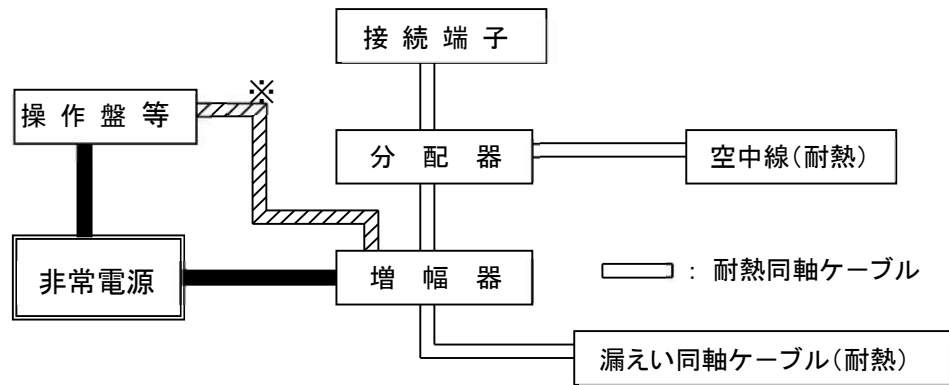 接続端子
※
操作盤等
分配器
空中線(耐熱)
非常電源
増幅器
：耐熱同軸ケーブル
漏えい同軸ケーブル(耐熱)